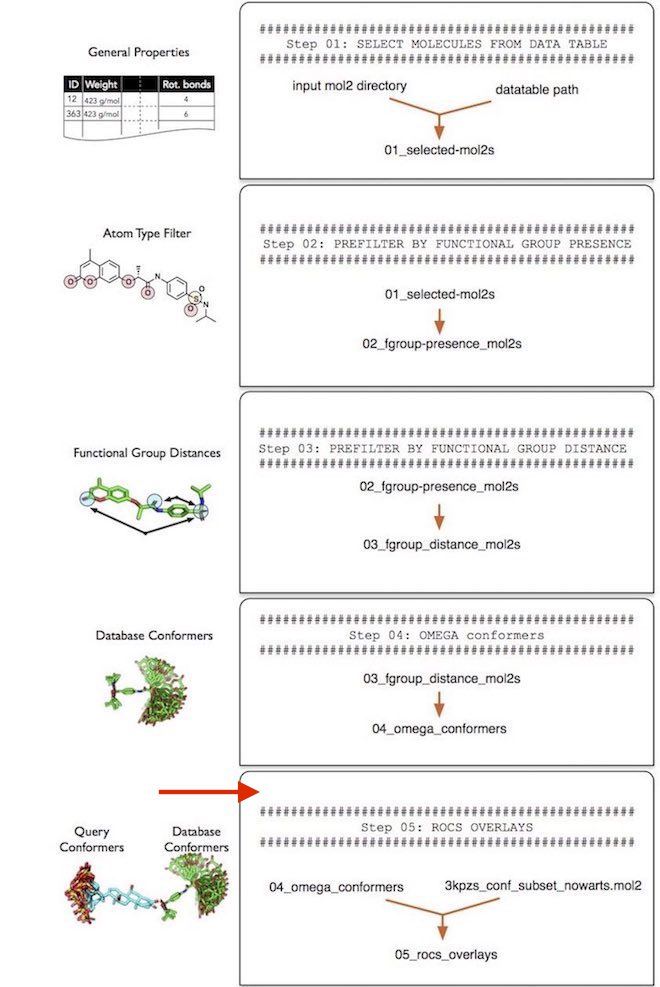 General Properties
ID Weight Rot. bonds
12 423 g/mol 4
363 423 g/mol 6
################################################
Step 01: SELECT MOLECULES FROM DATA TABLE
################################################
input mol2 directory
datatable path
01_selected-mol2s
Atom Type Filter
O O O O N S O O N
################################################
Step 02: PREFILTER BY FUNCTIONAL GROUP PRESENCE
################################################
01_selected-mol2s
02_fgroup-presence_mol2s
Functional Group Distances
################################################
Step 03: PREFILTER BY FUNCTIONAL GROUP DISTANCE
################################################
02_fgroup-presence_mol2s
03_fgroup_distance_mol2s
Database Conformers
################################################
Step 04: OMEGA conformers
################################################
03_fgroup_distance_mol2s
04_omega_conformers
Query
Conformers
Database
Conformers
################################################
Step 05: ROCS OVERLAYS
################################################
04_omega_conformers
3kpzs_conf_subset_nowarts.mol2
05_rocs_overlays